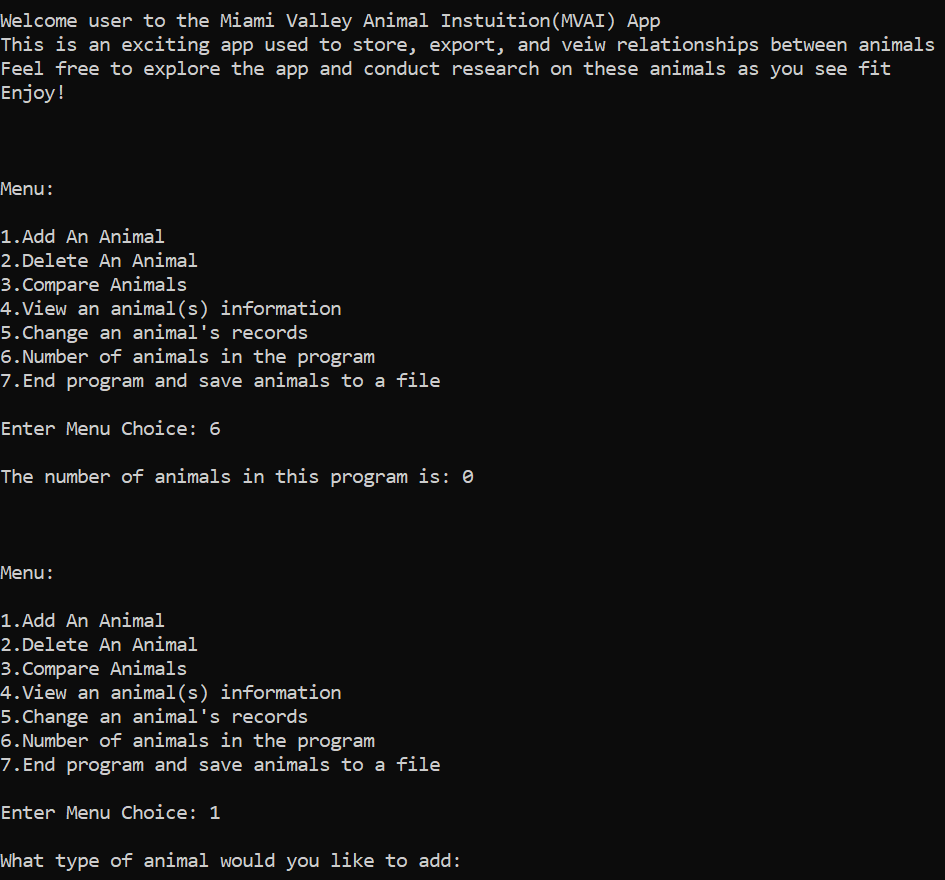 Welcome user to the Miami Valley Animal Instuition(MVAI) App
This is an exciting app used to store, export, and veiw relationships between animals
Feel free to explore the app and conduct research on these animals as you see fit
Enjoy!
Menu:
1.Add An Animal
2.Delete An Animal
3.Compare Animals
4.View an animal(s) information
5.Change an animal's records
6.Number of animals in the program
7.End program and save animals to a file
Enter Menu Choice: 6
The number of animals in this program is: 0
Menu:
1.Add An Animal
2.Delete An Animal
3.Compare Animals
4.View an animal(s) information
5.Change an animal's records
6.Number of animals in the program
7.End program and save animals to a file
Enter Menu Choice: 1
What type of animal would you like to add: